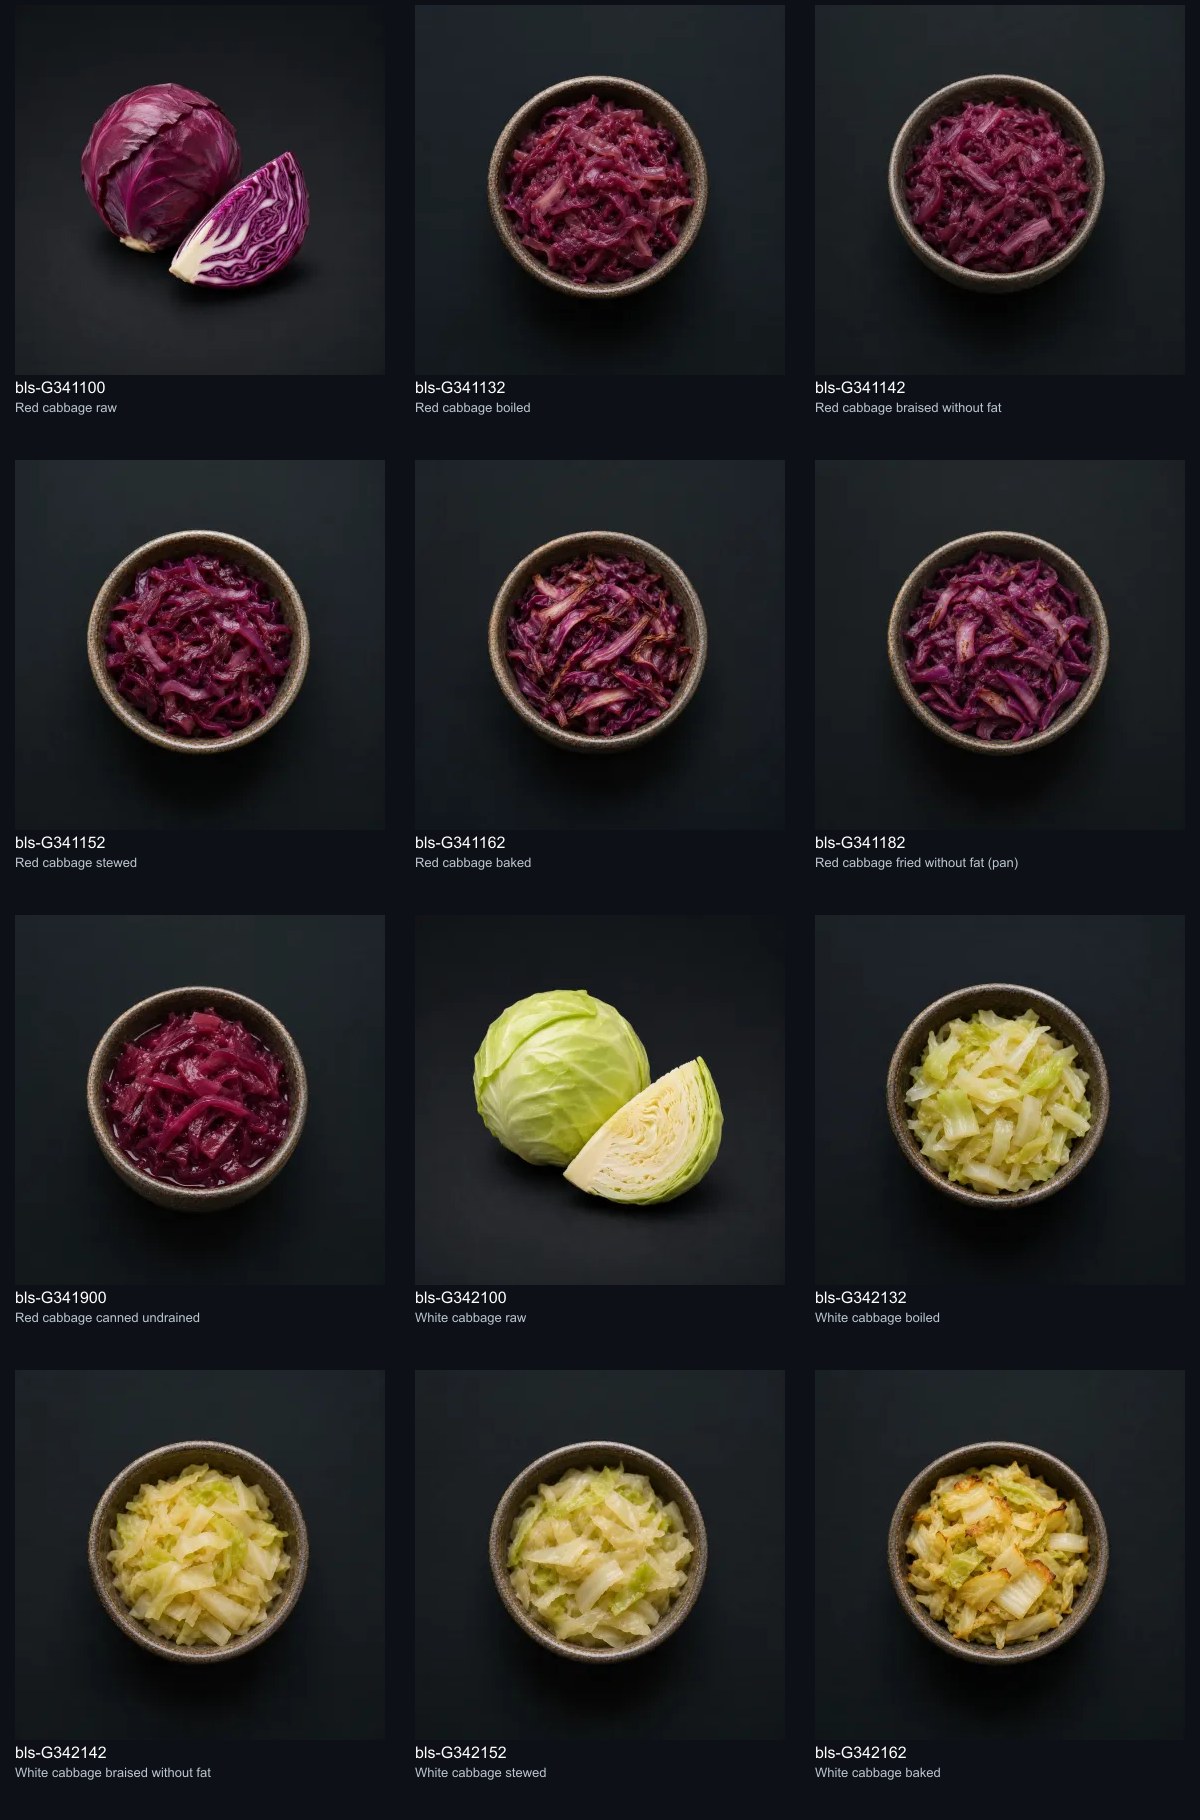 bls-G341100
Red cabbage raw
bls-G341132
Red cabbage boiled
bls-G341142
Red cabbage braised without fat
bls-G341152
Red cabbage stewed
bls-G341162
Red cabbage baked
bls-G341182
Red cabbage fried without fat (pan)
bls-G341900
Red cabbage canned undrained
bls-G342100
White cabbage raw
bls-G342132
White cabbage boiled
bls-G342142
White cabbage braised without fat
bls-G342152
White cabbage stewed
bls-G342162
White cabbage baked